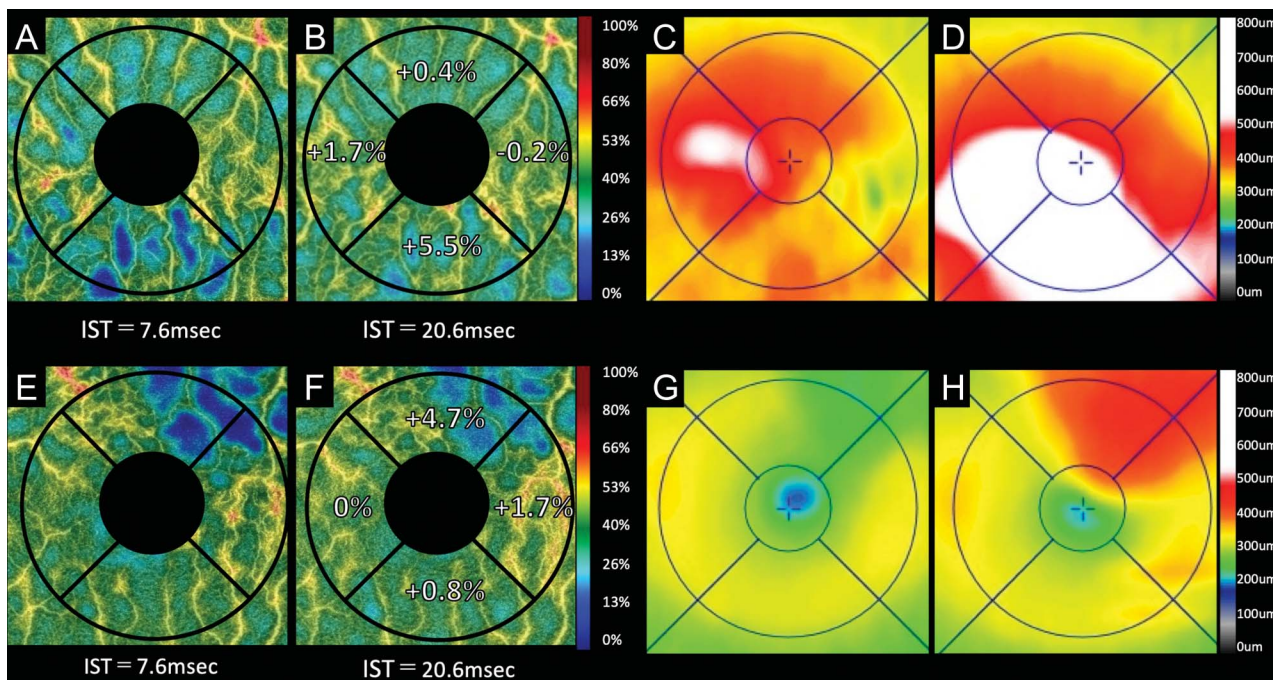 A
B
+0.4%
+1.7%
-0.2%
+5.5%
100%
80%
66%
53%
40%
26%
13%
0%
C
D
800um
700um
600um
500um
400um
300um
200um
100um
0um
IST = 7.6msec
IST = 20.6msec
E
F
+4.7%
0%
+1.7%
+0.8%
100%
80%
66%
53%
40%
26%
13%
0%
G
H
800um
700um
600um
500um
400um
300um
200um
100um
0um
IST = 7.6msec
IST = 20.6msec